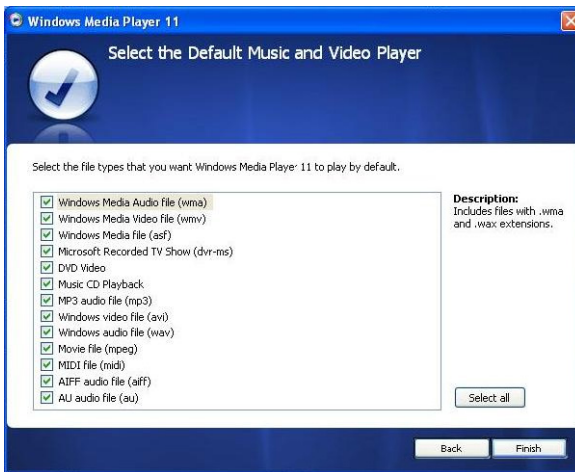 Windows Media Player 11
Select the Default Music and Video Player
Select the file types that you want Windows Media Player 11 to play by default.
Windows Media Audio file (wma)
Windows Media Video file (wmv)
Windows Media file (asf)
Microsoft Recorded TV Show (dvr-ms)
DVD Video
Music CD Playback
MP3 audio file (mp3)
Windows video file (avi)
Windows audio file (wav)
Movie file (mpeg)
MIDI file (midi)
AIFF audio file (aiff)
AU audio file (au)
Description:
Includes files with .wma
and .wax extensions.
Select all
Back
Finish